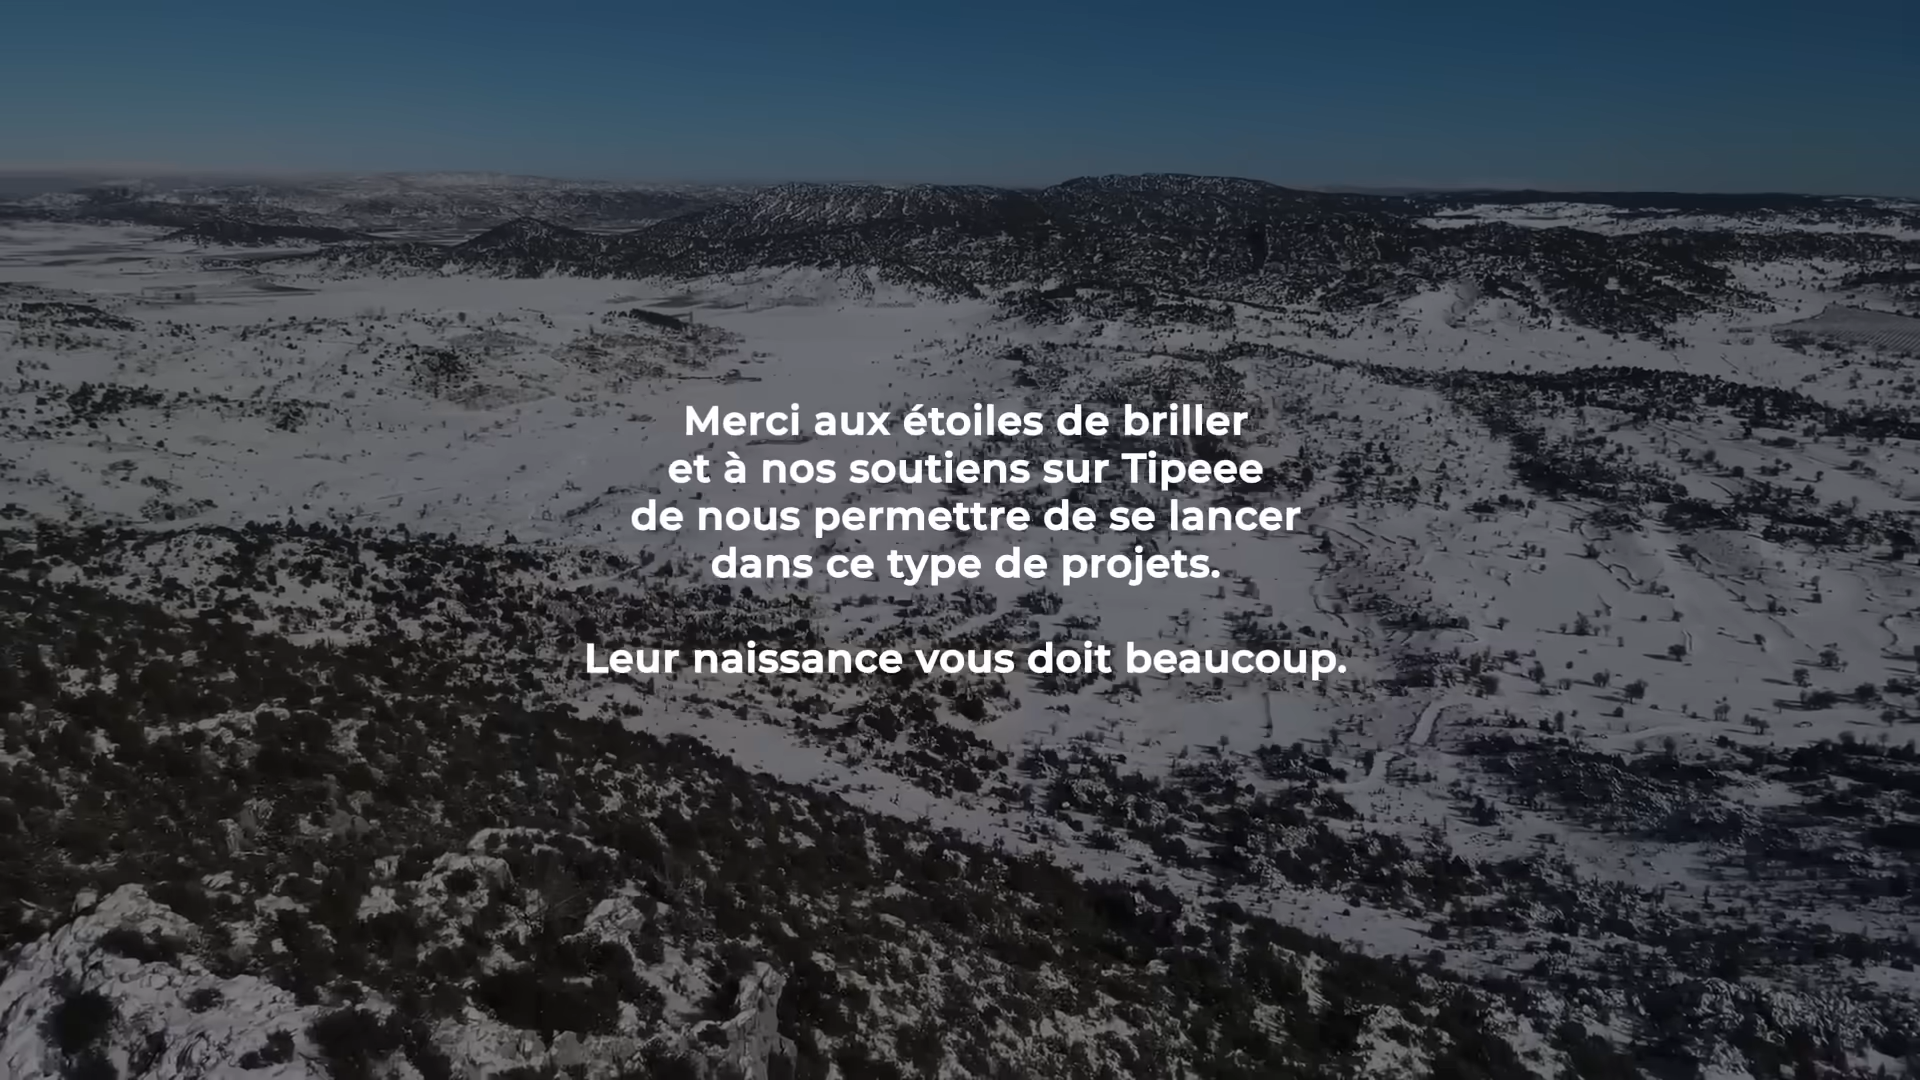 Merci aux étoiles de briller
et à nos soutiens sur Tipeee
de nous permettre de se lancer
dans ce type de projets.
Leur naissance vous doit beaucoup.